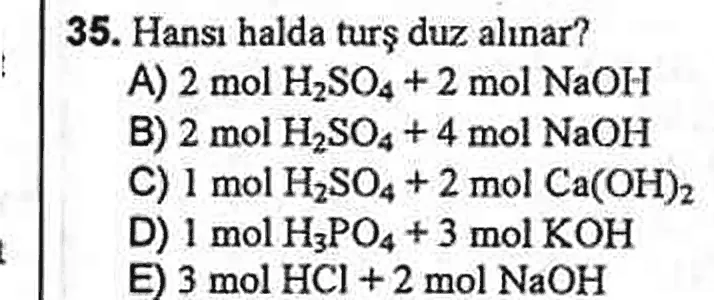 35. Hansı halda turş duz alınar?
A) 2 mol H₂SO₄ + 2 mol NaOH
B) 2 mol H₂SO₄ + 4 mol NaOH
C) 1 mol H₂SO₄ + 2 mol Ca(OH)₂
D) 1 mol H₃PO₄ + 3 mol KOH
E) 3 mol HCl + 2 mol NaOH